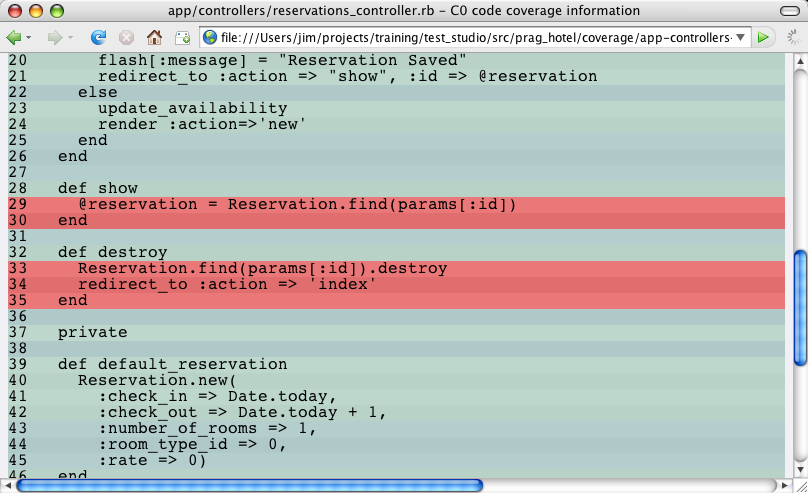 app/controllers/reservations_controller.rb - C0 code coverage information
file:///Users/jim/projects/training/test_studio/src/prag_hotel/coverage/app-controllers-
20 flash[:message] = "Reservation Saved"
21 redirect_to :action => "show", :id => @reservation
22 else
23 update_availability
24 render :action=>'new'
25 end
26 end
27
28 def show
29 @reservation = Reservation.find(params[:id])
30 end
31
32 def destroy
33 Reservation.find(params[:id]).destroy
34 redirect_to :action => 'index'
35 end
36
37 private
38
39 def default_reservation
40 Reservation.new(
41 :check_in => Date.today,
42 :check_out => Date.today + 1,
43 :number_of_rooms => 1,
44 :room_type_id => 0,
45 :rate => 0)
46 end